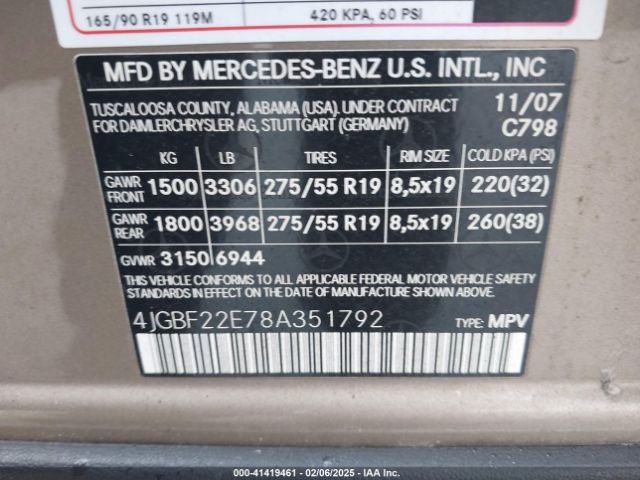 165/90 R19 119M 420 KPA, 60 PSI
MFD BY MERCEDES-BENZ U.S. INTL., INC
TUSCALOOSA COUNTY, ALABAMA (USA), UNDER CONTRACT 11/07
FOR DAIMLERCHRYSLER AG, STUTTGART (GERMANY) C798
KG LB TIRES RIM SIZE COLD KPA (PSI)
GAWR FRONT 1500 3306 275/55 R19 8,5x19 220(32)
GAWR REAR 1800 3968 275/55 R19 8,5x19 260(38)
GVWR 3150 6944
THIS VEHICLE CONFORMS TO ALL APPLICABLE FEDERAL MOTOR VEHICLE SAFETY
STANDARDS IN EFFECT ON THE DATE OF MANUFACTURE SHOWN ABOVE.
4JGBF22E78A351792 TYPE: MPV
00-41419461 - 02/06/2025 - IAA Inc.